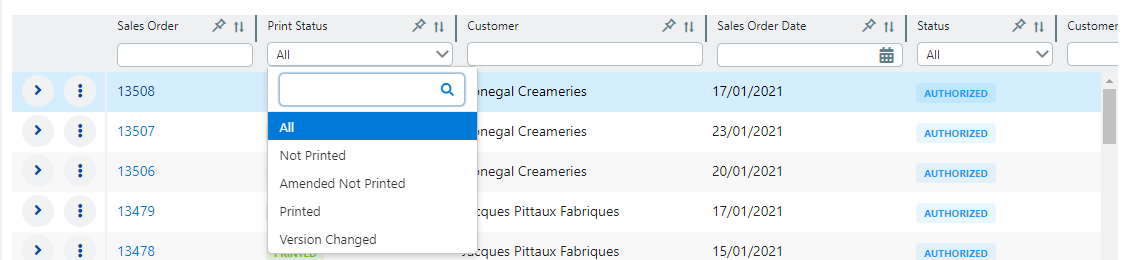 Sales Order Print Status Customer Sales Order Date Status Customer
All All
13508 onegal Creameries 17/01/2021 AUTHORIZED
All
13507 onegal Creameries 23/01/2021 AUTHORIZED
Not Printed
13506 onegal Creameries 20/01/2021 AUTHORIZED
Amended Not Printed
13479 cques Pittaux Fabriques 17/01/2021 AUTHORIZED
Printed
Version Changed
13478 PRINTED Jacques Pittaux Fabriques 15/01/2021 AUTHORIZED